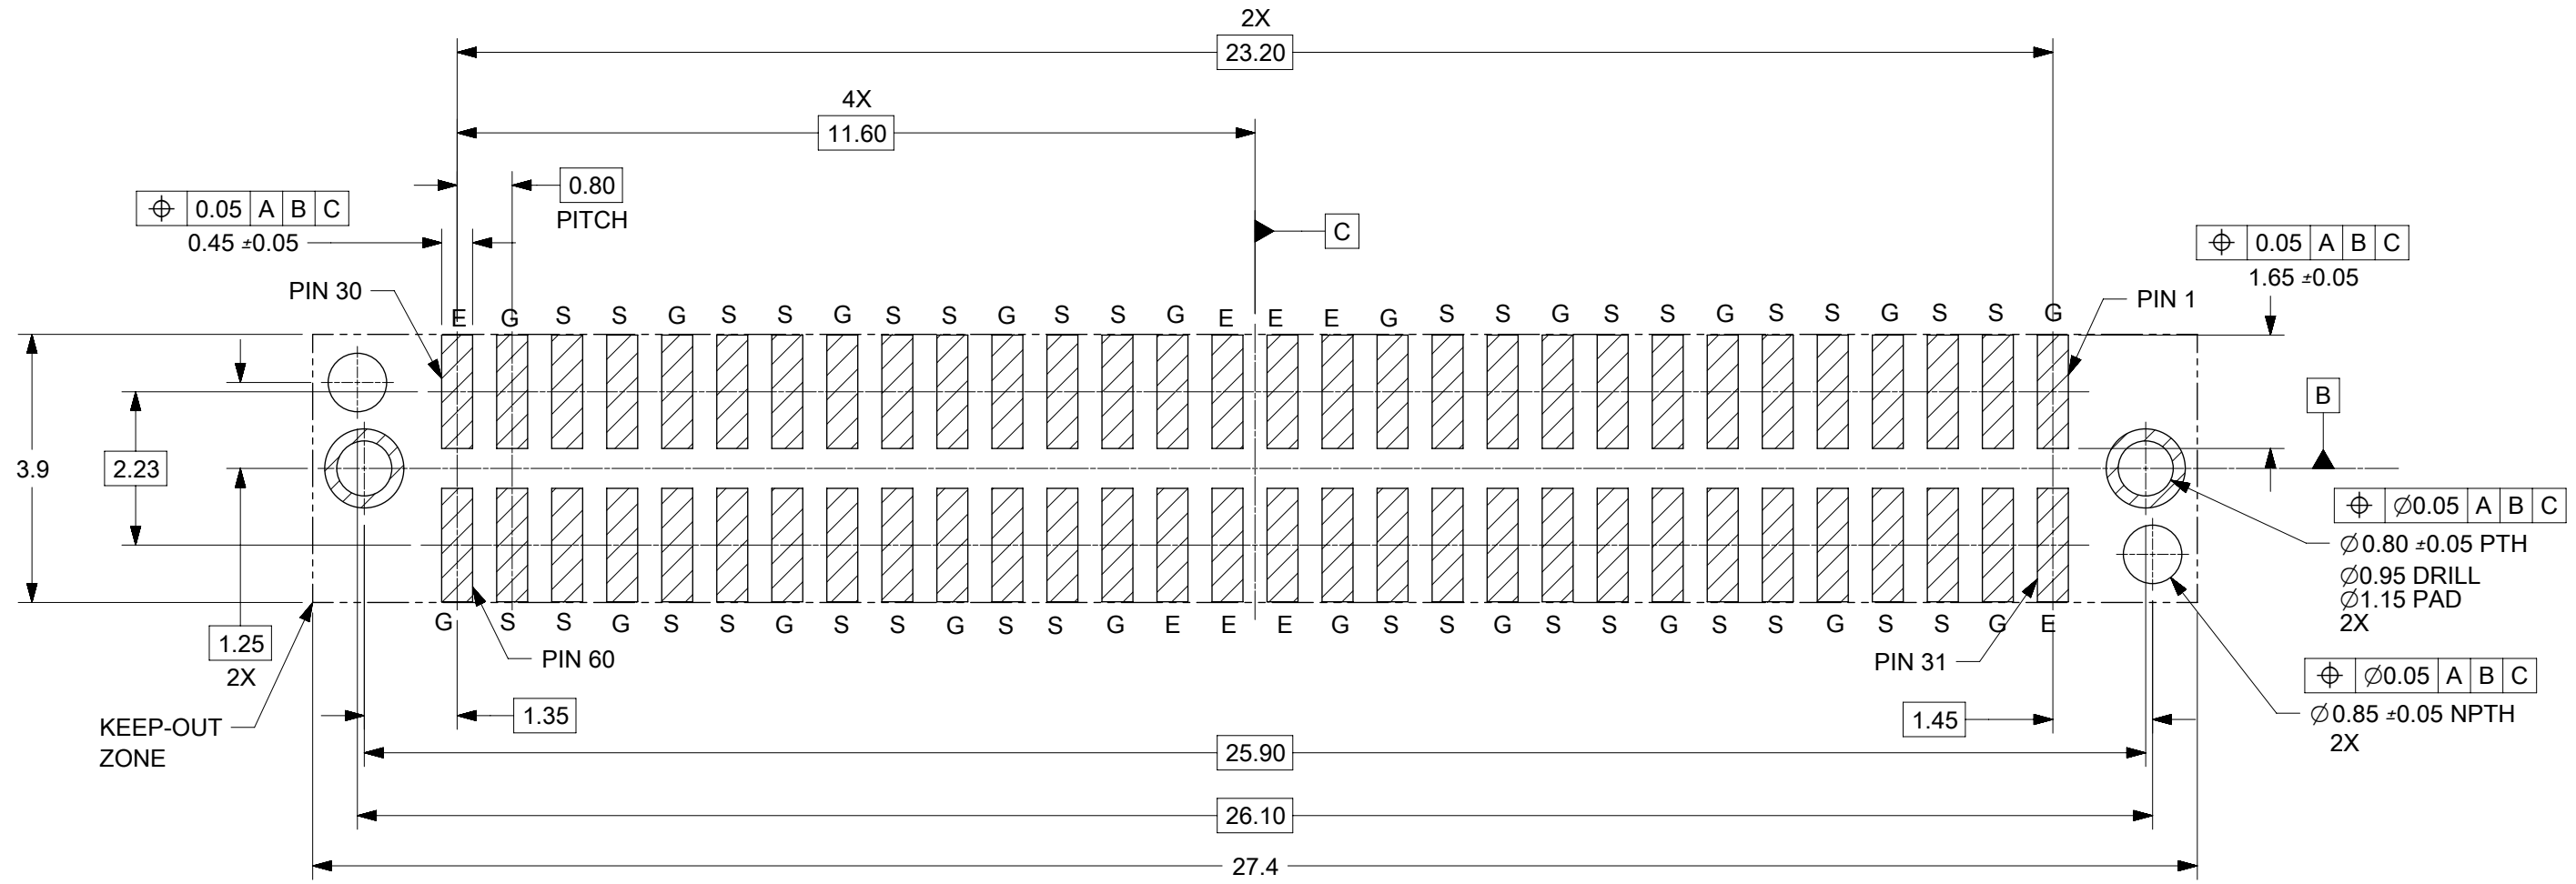 2X
23.20
4X
11.60
0.80
PITCH
⌖ 0.05 A B C
0.45 ±0.05
C
⌖ 0.05 A B C
1.65 ±0.05
PIN 30
PIN 1
E G S S G S S G S S G S S G E E E G S S G S S G S S G S S G
B
3.9
2.23
⌖ Ø0.05 A B C
Ø0.80 ±0.05 PTH
Ø0.95 DRILL
Ø1.15 PAD
2X
G S S G S S G S S G S S G E E E G S S G S S G S S G S S G E
1.25
2X
PIN 60
PIN 31
⌖ Ø0.05 A B C
Ø0.85 ±0.05 NPTH
2X
KEEP-OUT
ZONE
1.35
1.45
25.90
26.10
27.4